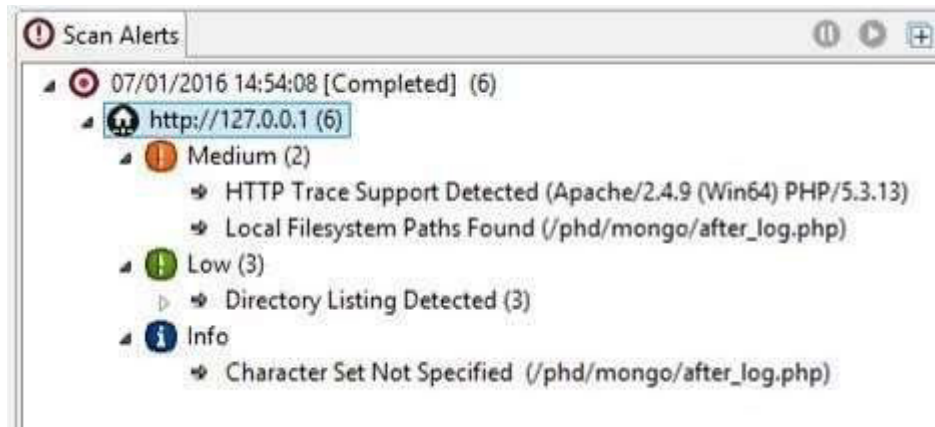 Scan Alerts
07/01/2016 14:54:08 [Completed] (6)
http://127.0.0.1 (6)
Medium (2)
HTTP Trace Support Detected (Apache/2.4.9 (Win64) PHP/5.3.13)
Local Filesystem Paths Found (/phd/mongo/after_log.php)
Low (3)
Directory Listing Detected (3)
Info
Character Set Not Specified (/phd/mongo/after_log.php)